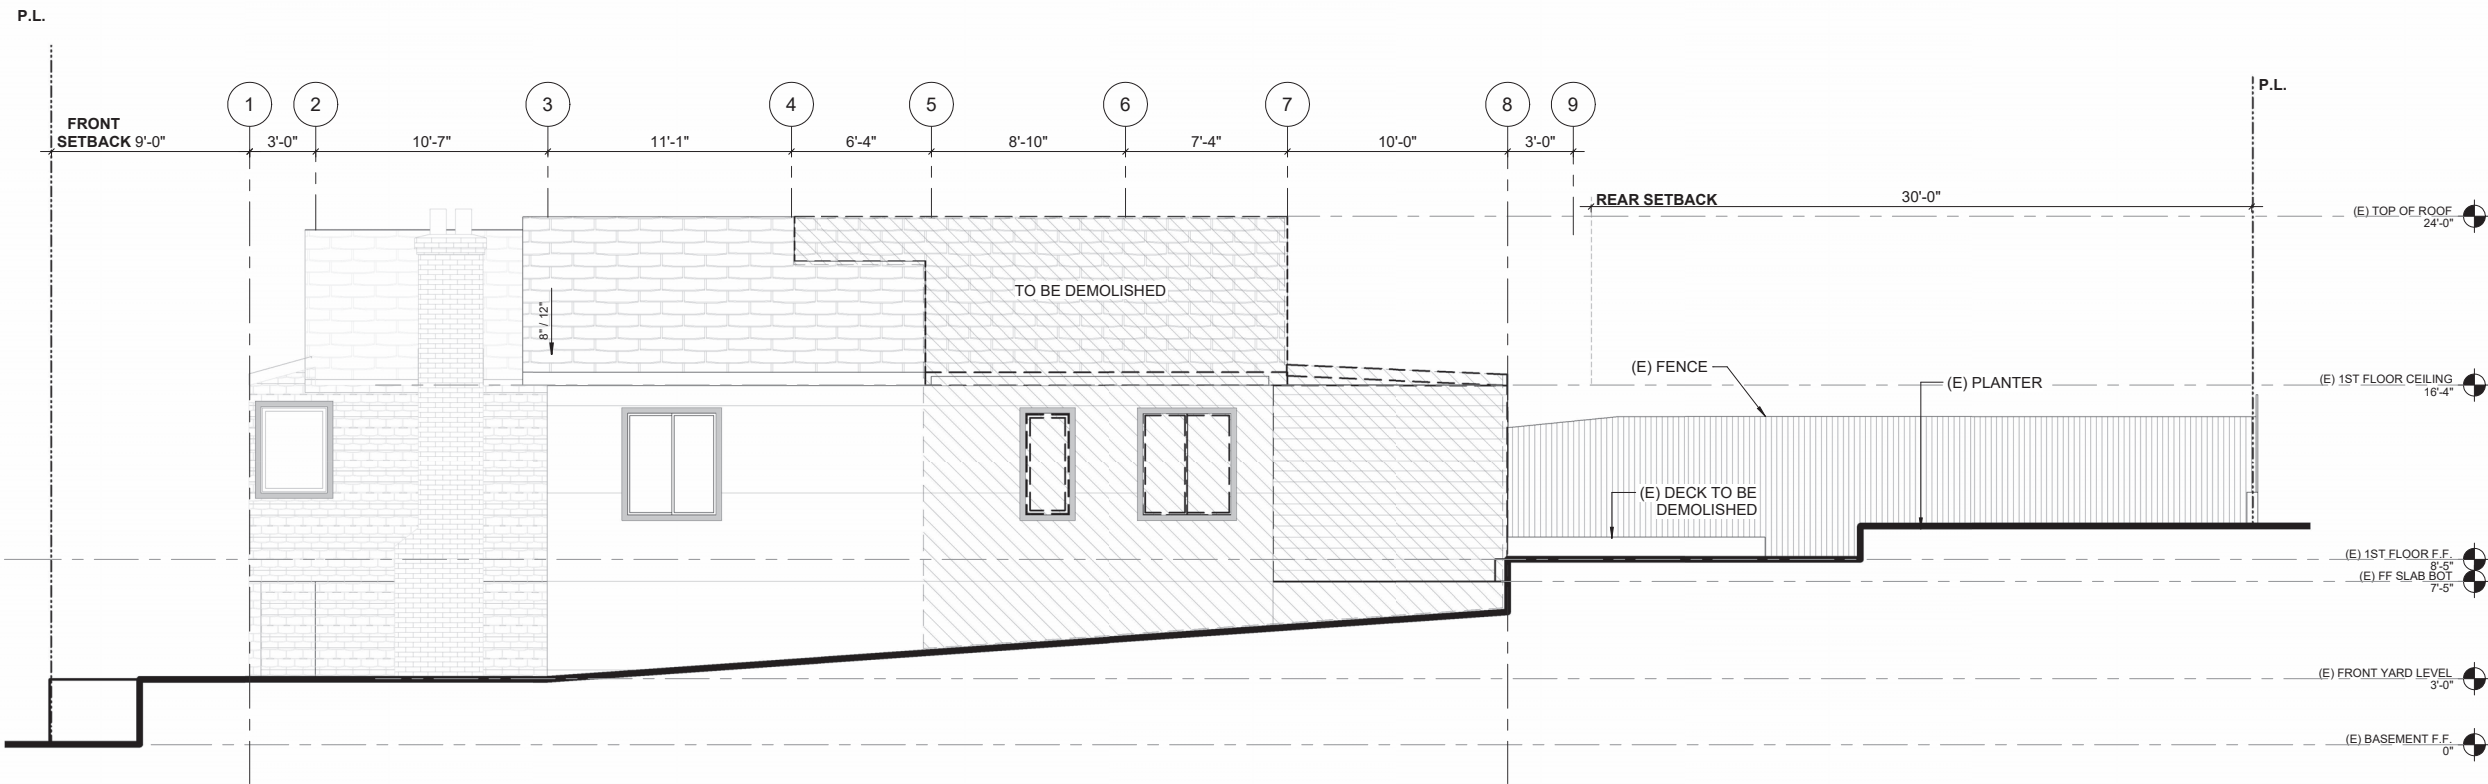 P.L.
P.L.
1 2 3 4 5 6 7 8 9
FRONT
SETBACK 9'-0" 3'-0" 10'-7" 11'-1" 6'-4" 8'-10" 7'-4" 10'-0" 3'-0"
REAR SETBACK 30'-0"
(E) TOP OF ROOF
24'-0"
TO BE DEMOLISHED
8" / 12"
(E) FENCE
(E) PLANTER
(E) 1ST FLOOR CEILING
16'-4"
(E) DECK TO BE
DEMOLISHED
(E) 1ST FLOOR F.F.
8'-5"
(E) FF SLAB BOT
7'-5"
(E) FRONT YARD LEVEL
3'-0"
(E) BASEMENT F.F.
0"